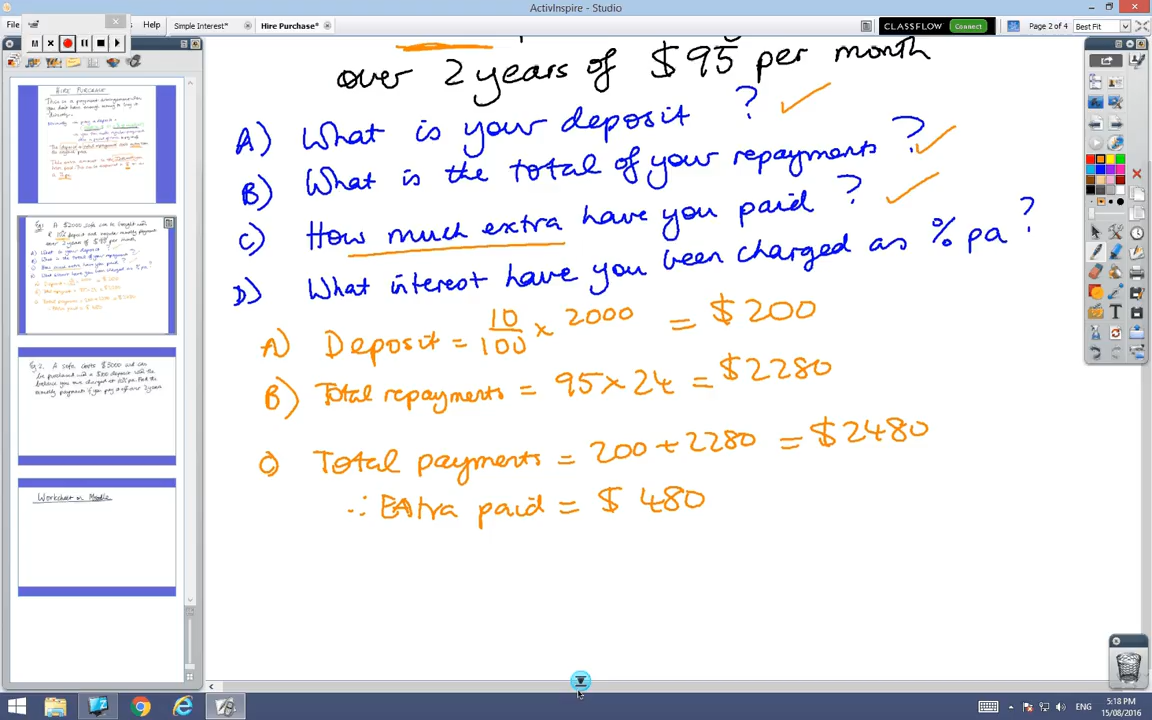 ActivInspire - Studio
File
Help
Simple Interest*
Hire Purchase*
CLASSFLOW
Connect
Page 2 of 4
Best Fit
over 2 years of $95 per month
A) What is your deposit ?
B) What is the total of your repayments ?
C) How much extra have you paid ?
D) What interest have you been charged as % pa ?
A) Deposit = 10/100 × 2000 = $200
B) Total repayments = 95 × 24 = $2280
C) Total payments = 200 + 2280 = $2480
∴ Extra paid = $ 480
HIRE PURCHASE
Worksheet on Moodle
ENG
5:18 PM
15/08/2016